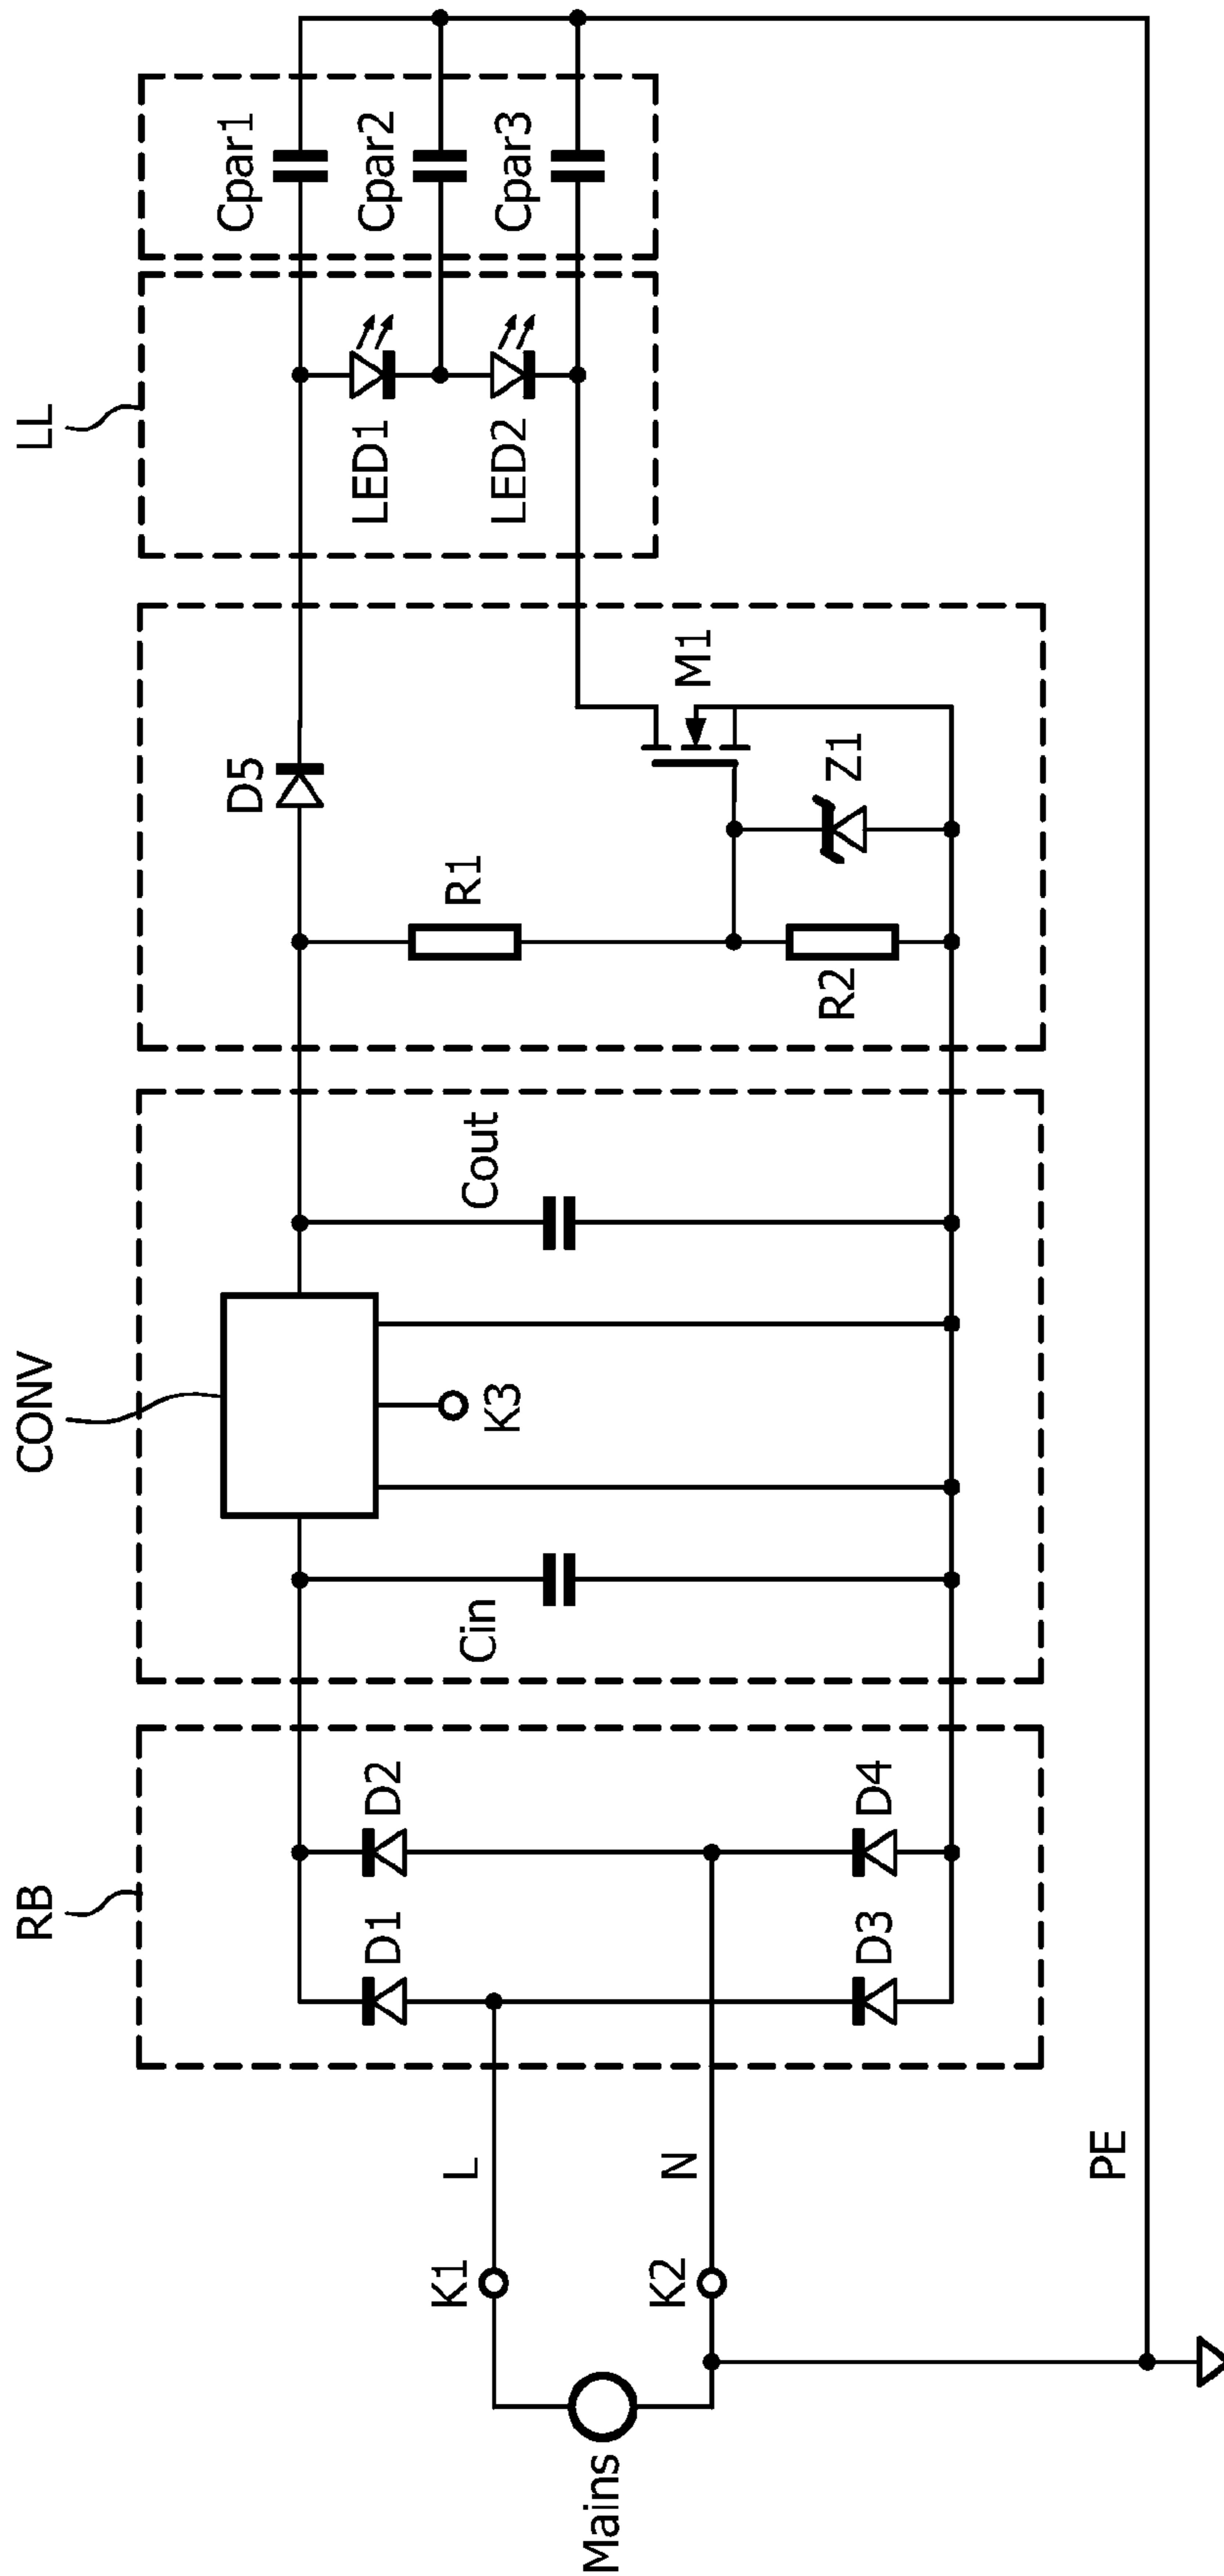 Mains
K1
K2
L
N
PE
RB
D1
D2
D3
D4
CONV
Cin
K3
Cout
R1
R2
D5
Z1
M1
LL
LED1
LED2
Cpar1
Cpar2
Cpar3